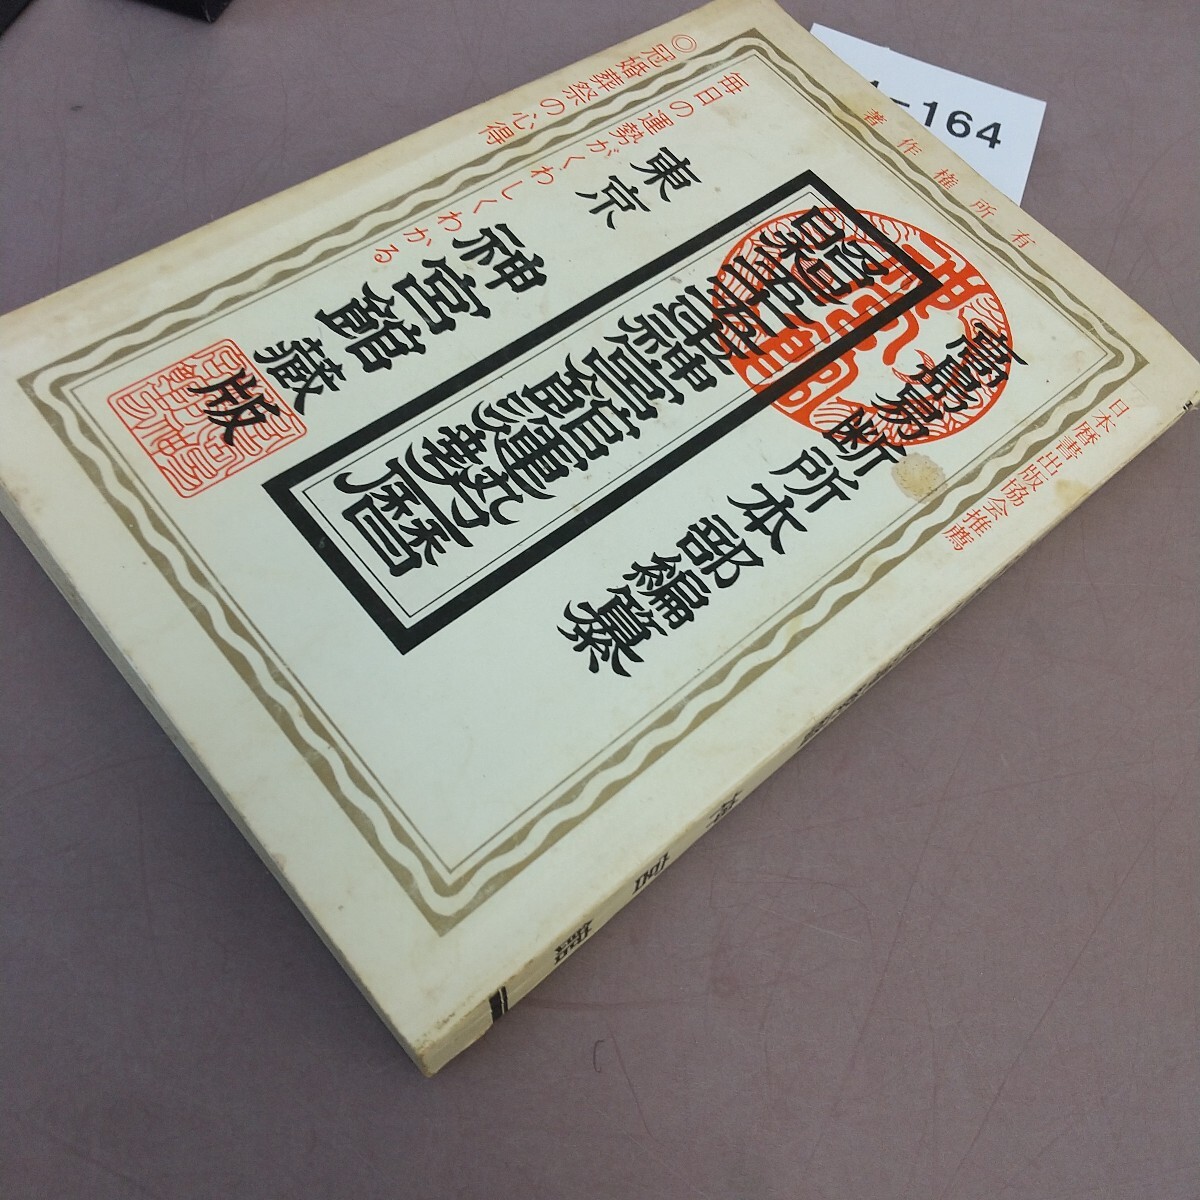 著作権所有
日本暦書出版協会推薦
高島易断所本部編纂
神宮館運勢暦
東京
神宮館藏版
毎日の運勢がくわしくわかる
◎冠婚葬祭の心得
-164